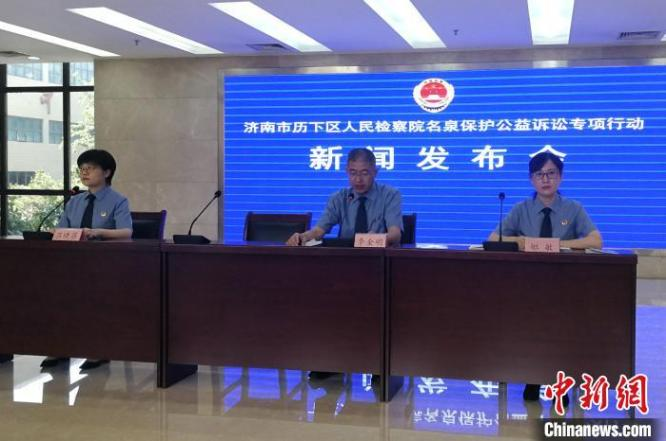 济南市历下区人民检察院名泉保护公益诉讼专项行动
新闻发布会
李金明
中新网
Chinanews.com